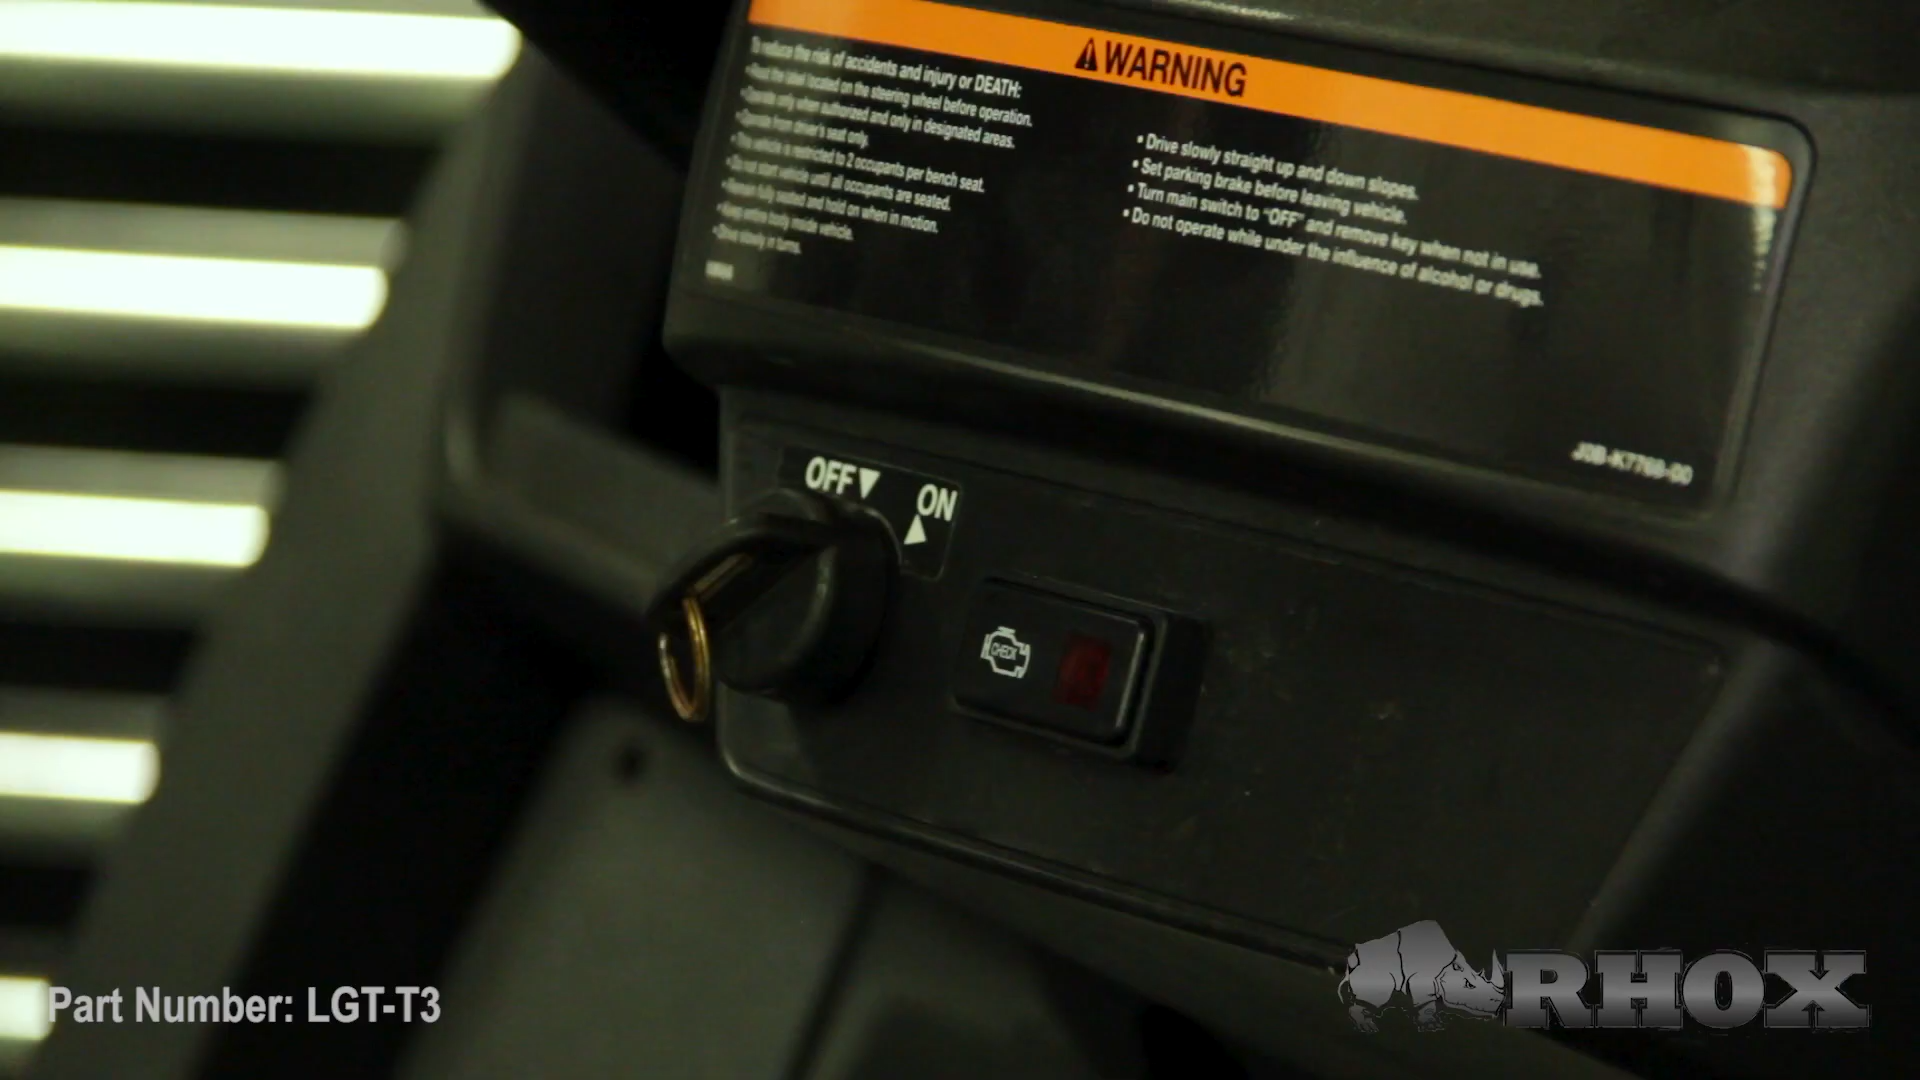 WARNING
To reduce the risk of accidents and injury or DEATH:
•Read the label located on the steering wheel before operation.
•Operate only when authorized and only in designated areas.
•Operate from driver's seat only.
•This vehicle is restricted to 2 occupants per bench seat.
•Do not start vehicle until all occupants are seated.
•Remain fully seated and hold on when in motion.
•Keep entire body inside vehicle.
•Drive slowly in turns.
• Drive slowly straight up and down slopes.
• Set parking brake before leaving vehicle.
• Turn main switch to "OFF" and remove key when not in use.
• Do not operate while under the influence of alcohol or drugs.
OFF
ON
CHECK
Part Number: LGT-T3
RHOX